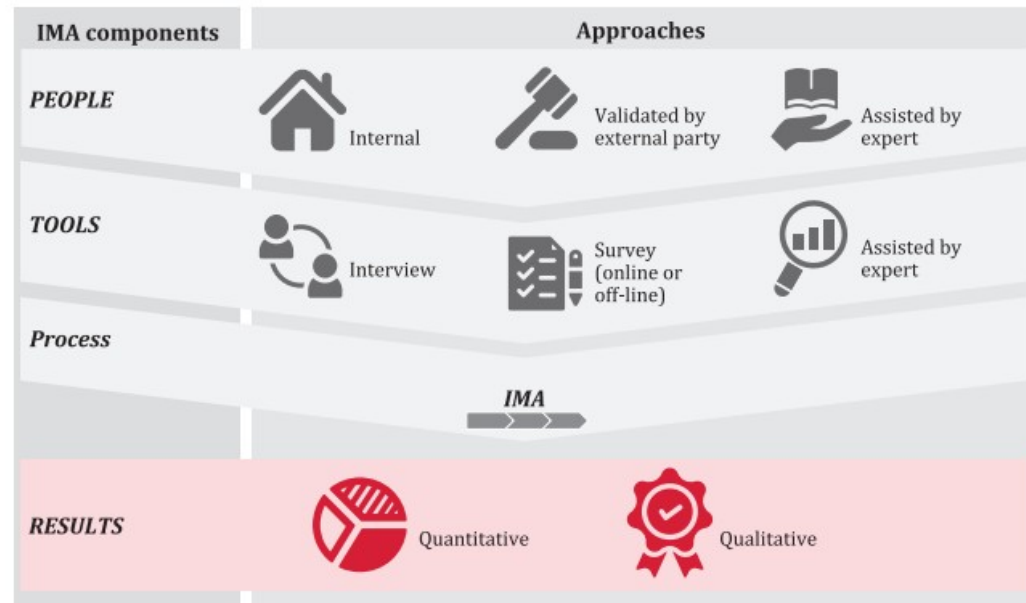 IMA components
Approaches
PEOPLE
Internal
Validated by
external party
Assisted by
expert
TOOLS
Interview
Survey
(online or
off-line)
Assisted by
expert
Process
IMA
RESULTS
Quantitative
Qualitative